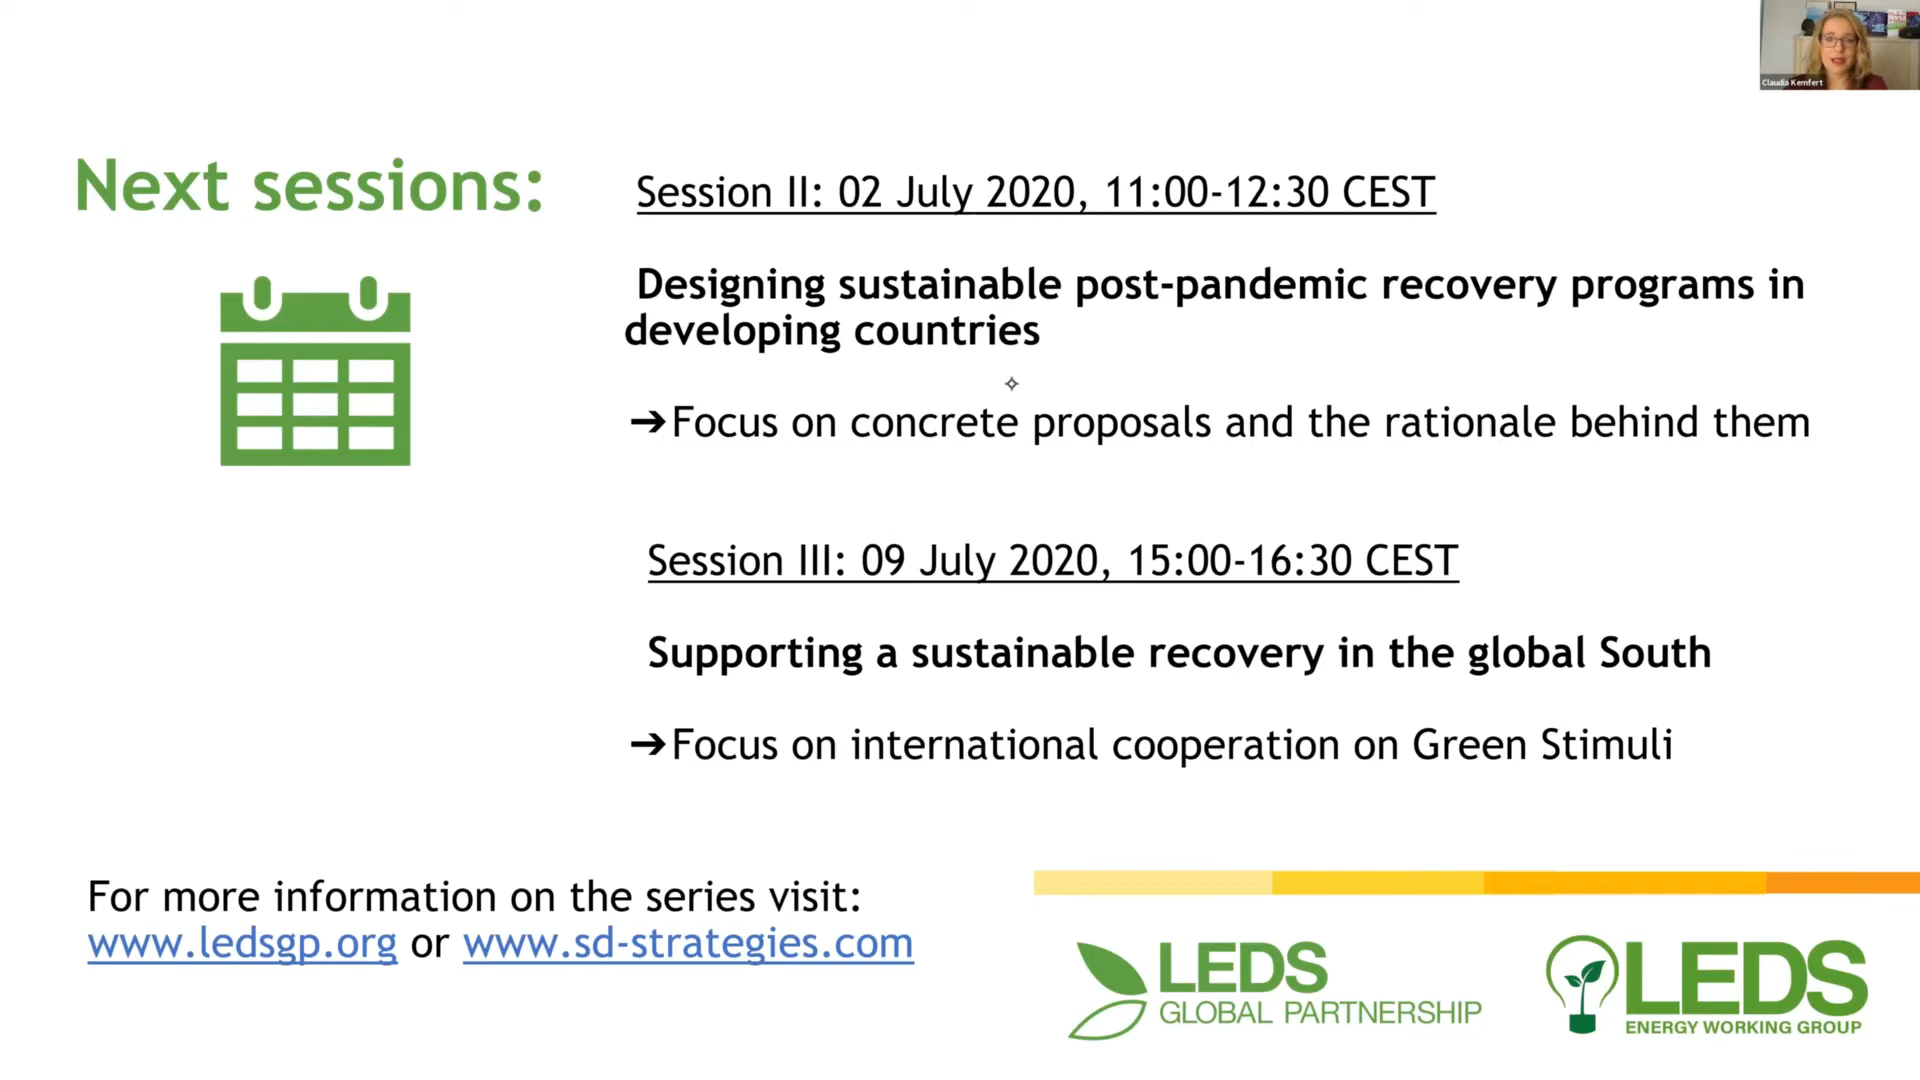 Claudia Kemfert
Next sessions:
Session II: 02 July 2020, 11:00-12:30 CEST
Designing sustainable post-pandemic recovery programs in
developing countries
➔Focus on concrete proposals and the rationale behind them
Session III: 09 July 2020, 15:00-16:30 CEST
Supporting a sustainable recovery in the global South
➔Focus on international cooperation on Green Stimuli
For more information on the series visit:
www.ledsgp.org or www.sd-strategies.com
LEDS
GLOBAL PARTNERSHIP
LEDS
ENERGY WORKING GROUP